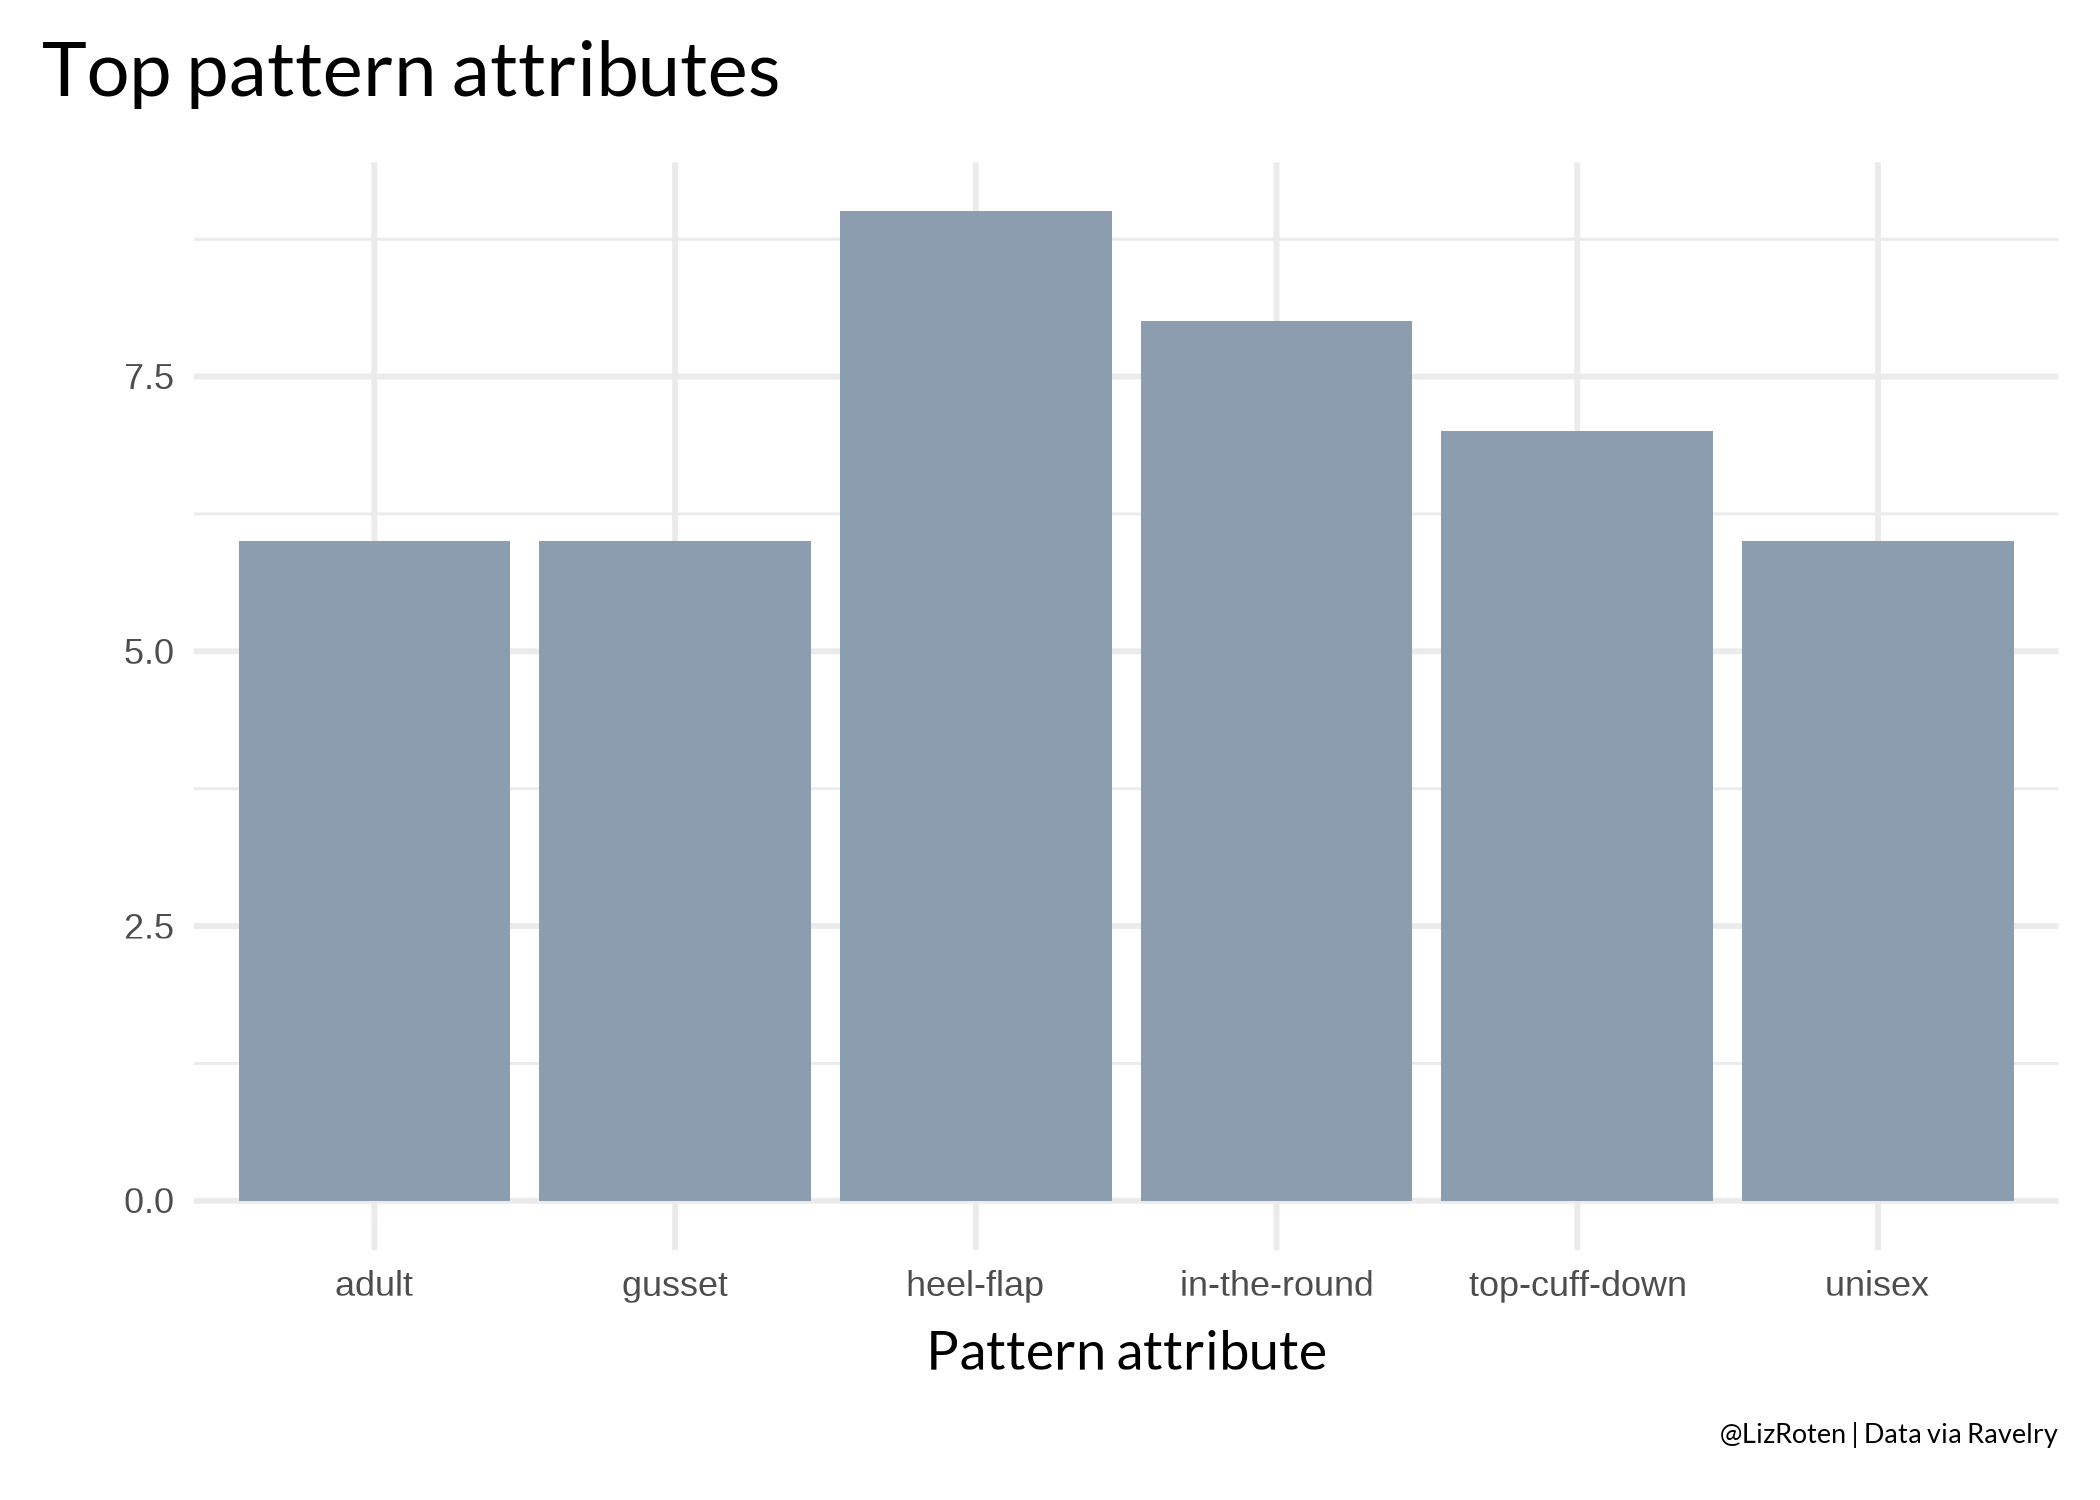 Top pattern attributes
7.5
5.0
2.5
0.0
adult gusset heel-flap in-the-round top-cuff-down unisex
Pattern attribute
@LizRoten | Data via Ravelry